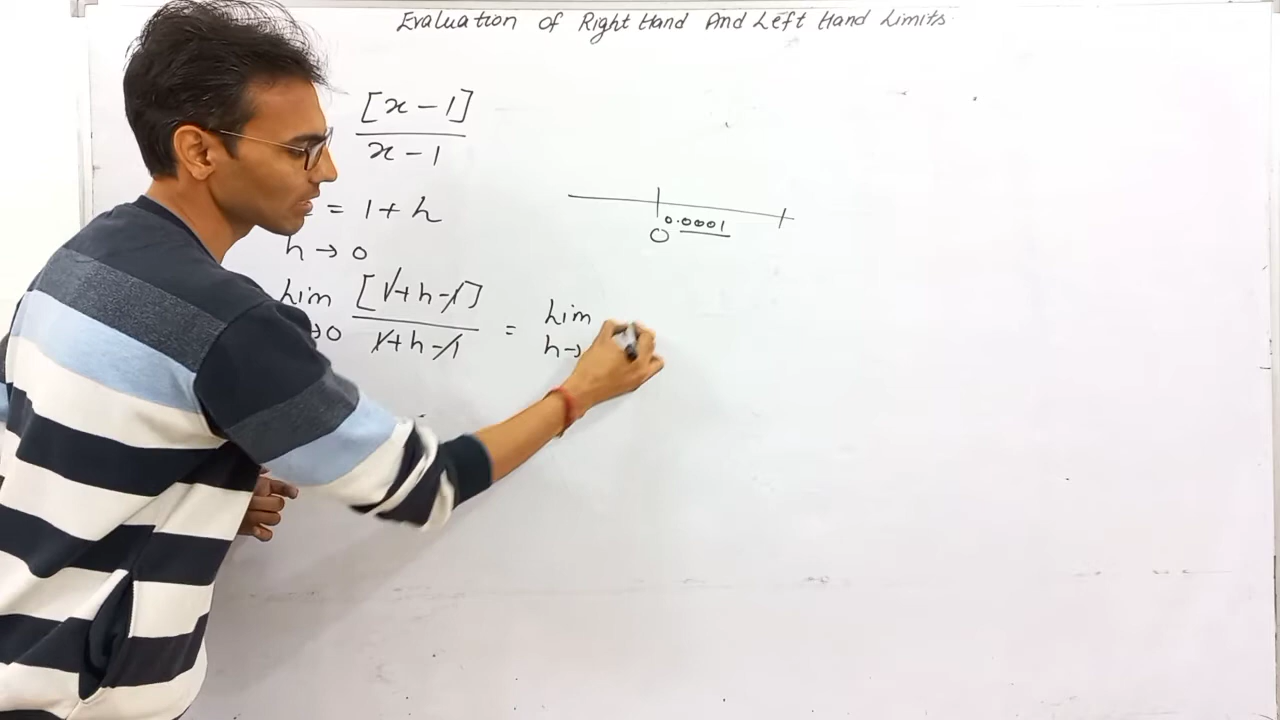 Evaluation of Right Hand And Left Hand Limits
[x - 1]
x - 1
= 1 + h
h → 0
0.0001
0
lim [1 + h - 1]
→0 1 + h - 1
= lim
h →